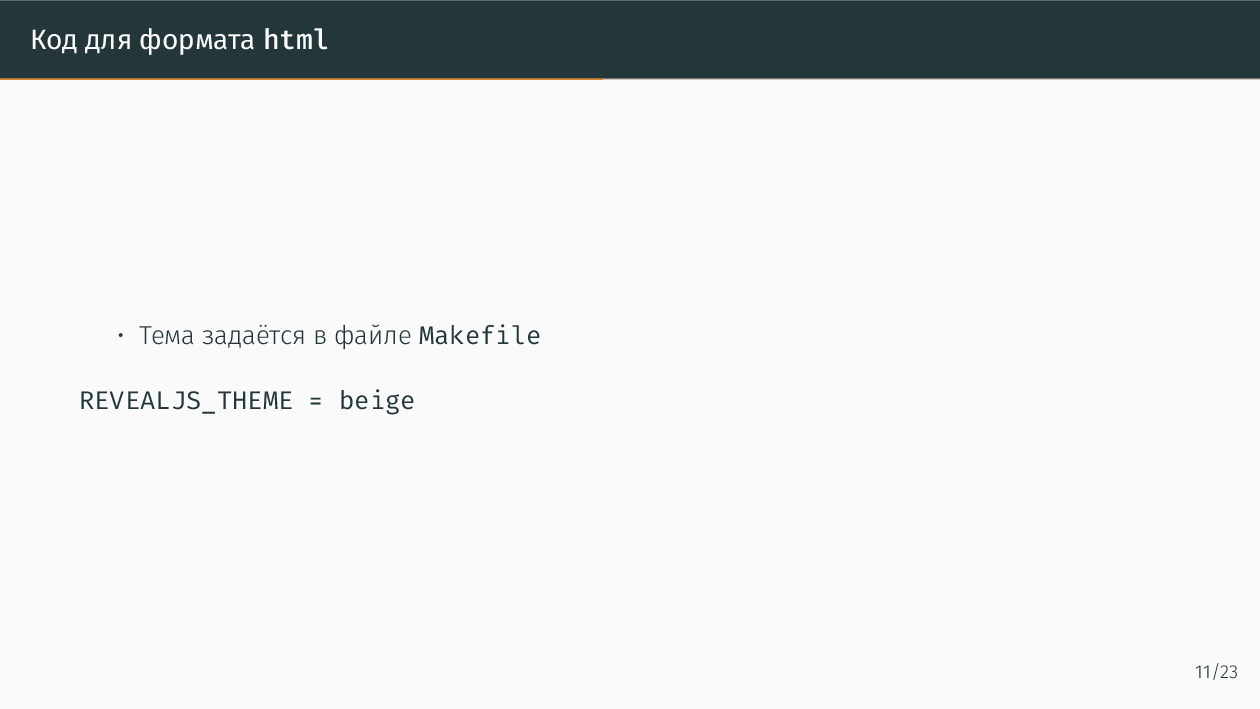 Код для формата html
• Тема задаётся в файле Makefile
REVEALJS_THEME = beige
11/23